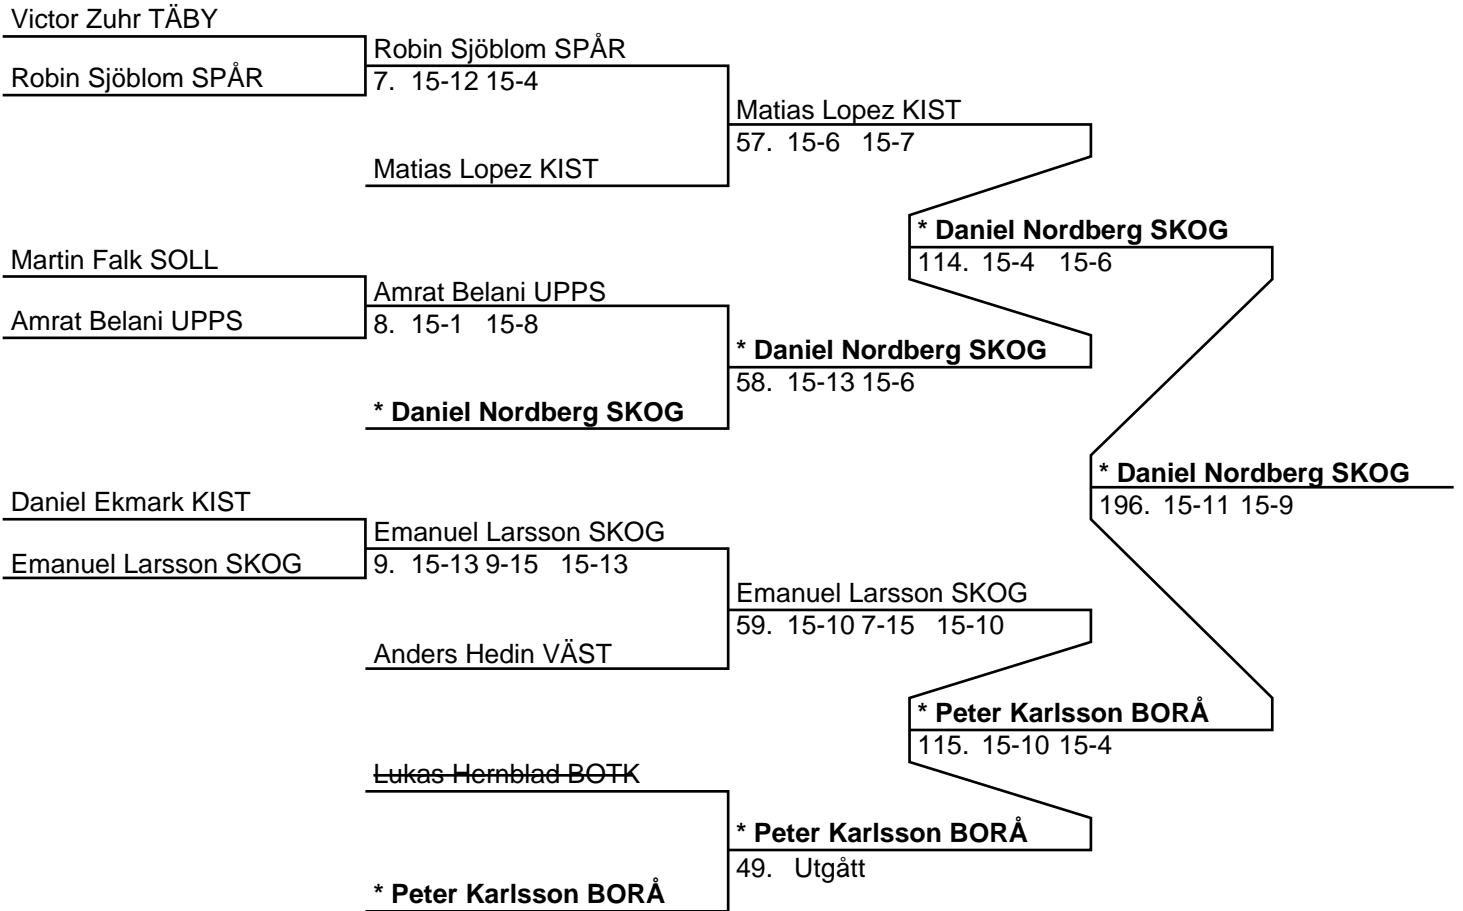 Victor Zuhr TÄBY
Robin Sjöblom SPÅR
Robin Sjöblom SPÅR
7. 15-12 15-4
Matias Lopez KIST
57. 15-6 15-7
Matias Lopez KIST
* Daniel Nordberg SKOG
114. 15-4 15-6
Martin Falk SOLL
Amrat Belani UPPS
Amrat Belani UPPS
8. 15-1 15-8
* Daniel Nordberg SKOG
58. 15-13 15-6
* Daniel Nordberg SKOG
* Daniel Nordberg SKOG
196. 15-11 15-9
Daniel Ekmark KIST
Emanuel Larsson SKOG
Emanuel Larsson SKOG
9. 15-13 9-15 15-13
Emanuel Larsson SKOG
59. 15-10 7-15 15-10
Anders Hedin VÄST
* Peter Karlsson BORÅ
115. 15-10 15-4
Lukas Hernblad BOTK
* Peter Karlsson BORÅ
49. Utgått
* Peter Karlsson BORÅ